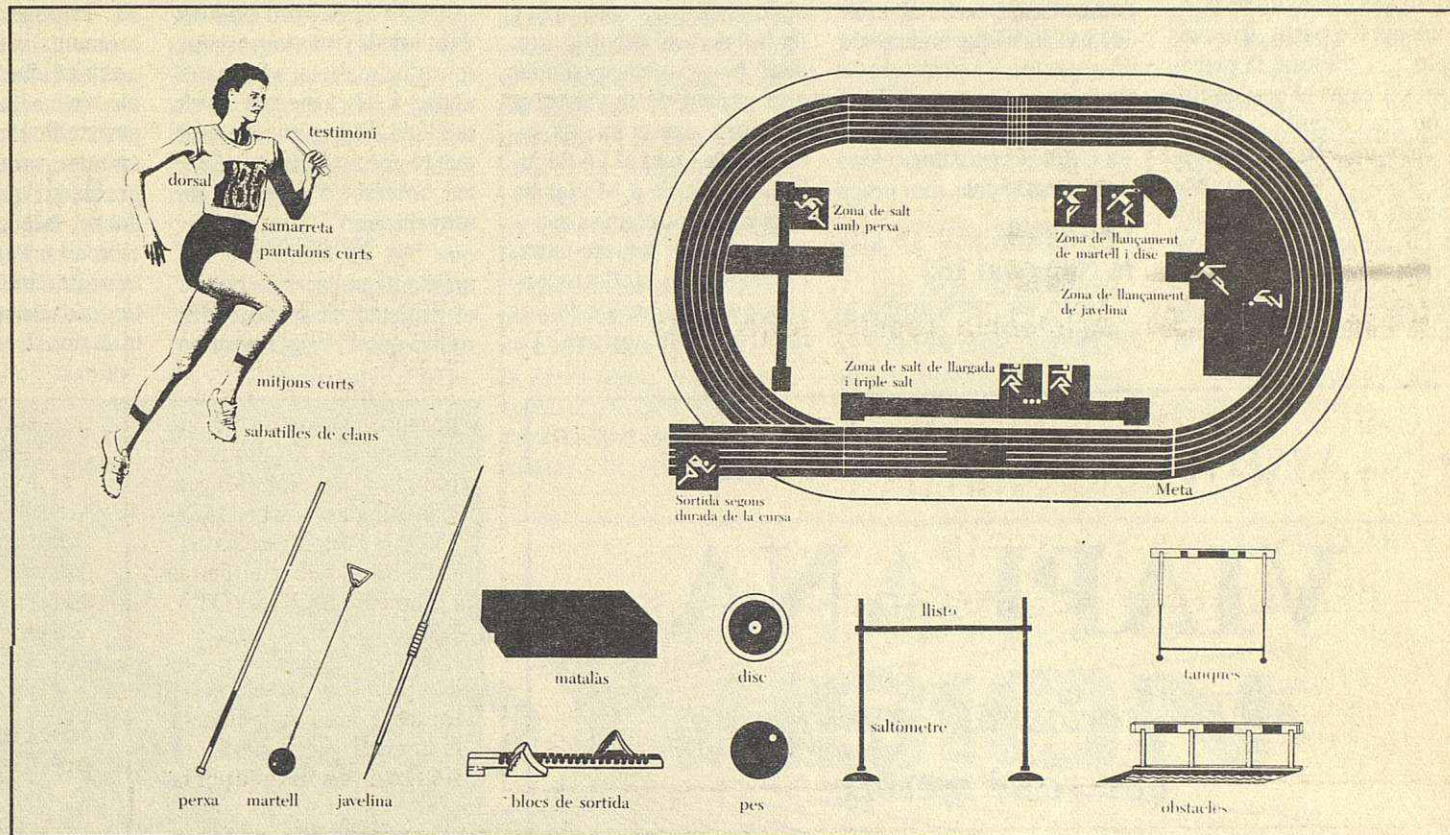 testimoni
dorsal
samarreta
pantalons curts
mitjons curts
sabatilles de claus
Zona de salt
amb perxa
Zona de llançament
de martell i disc
Zona de llançament
de javelina
Zona de salt de llargada
i triple salt
Sortida segons
durada de la cursa
Meta
perxa
martell
javelina
matalàs
blocs de sortida
disc
pes
llistó
saltòmetre
tanques
obstacles